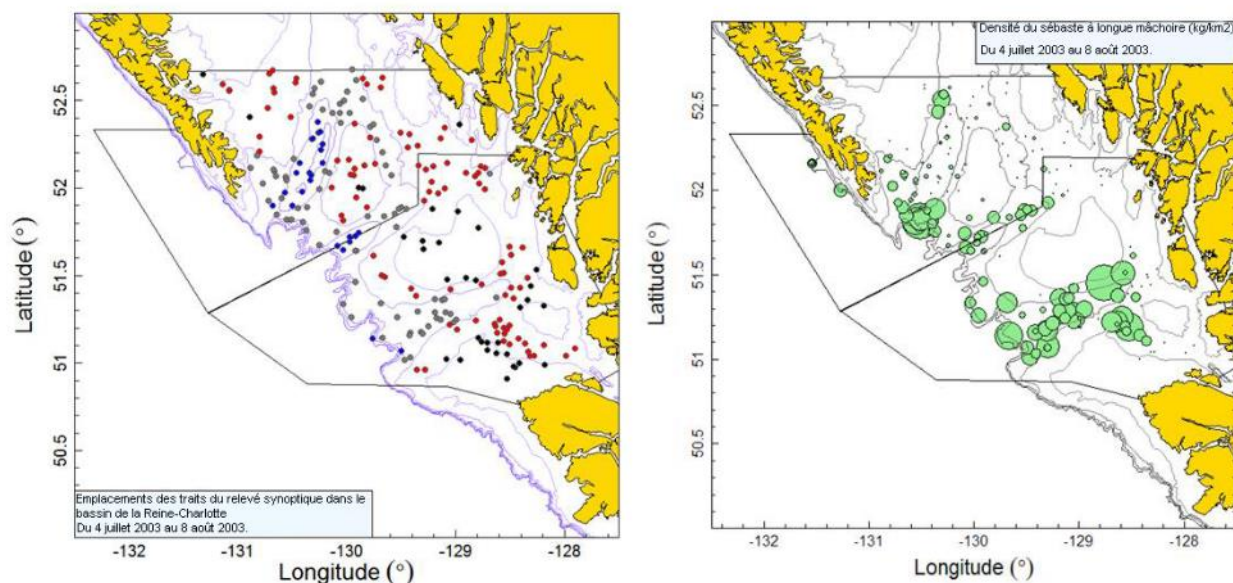 52.5
52
51.5
51
50.5
Latitude (°)
Emplacements des traits du relevé synoptique dans le
bassin de la Reine-Charlotte
Du 4 juillet 2003 au 8 août 2003.
-132 -131 -130 -129 -128
Longitude (°)
Densité du sébaste à longue mâchoire (kg/km2)
Du 4 juillet 2003 au 8 août 2003.
52.5
52
51.5
51
50.5
Latitude (°)
-132 -131 -130 -129 -128
Longitude (°)